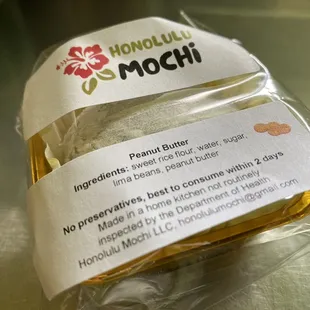 HONOLULU
MOCHi
Peanut Butter
Ingredients: sweet rice flour, water, sugar,
lima beans, peanut butter
No preservatives, best to consume within 2 days
Made in a home kitchen not routinely
inspected by the Department of Health
Honolulu Mochi LLC, honolulumochi@gmail.com